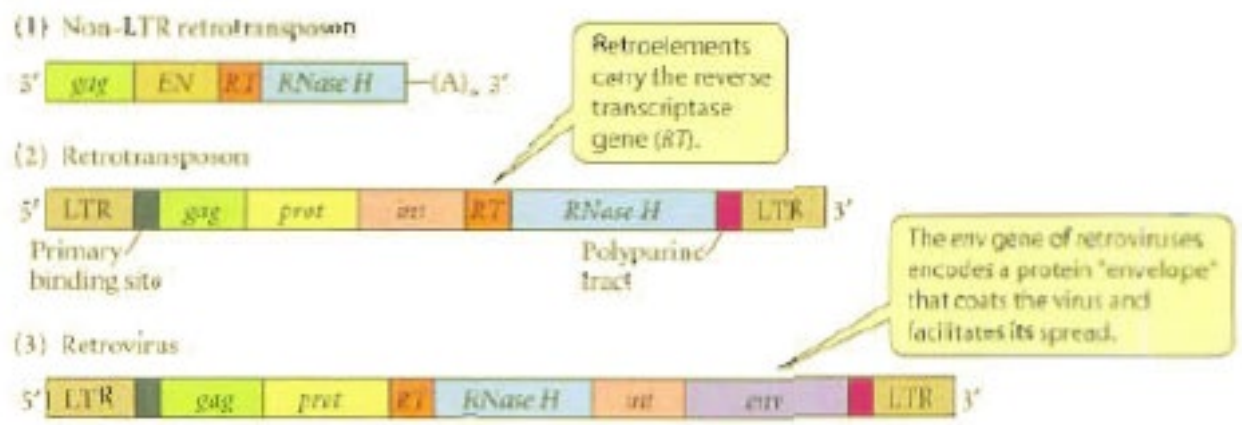 (1) Non-LTR retrotransposon
5' gag EN RT RNase H (A)n 3'
Retroelements
carry the reverse
transcriptase
gene (RT).
(2) Retrotransposon
5' LTR gag prot int RT RNase H LTR 3'
Primary
binding site
Polypurine
tract
The env gene of retroviruses
encodes a protein "envelope"
that coats the virus and
facilitates its spread.
(3) Retrovirus
5' LTR gag prot RT RNase H int env LTR 3'